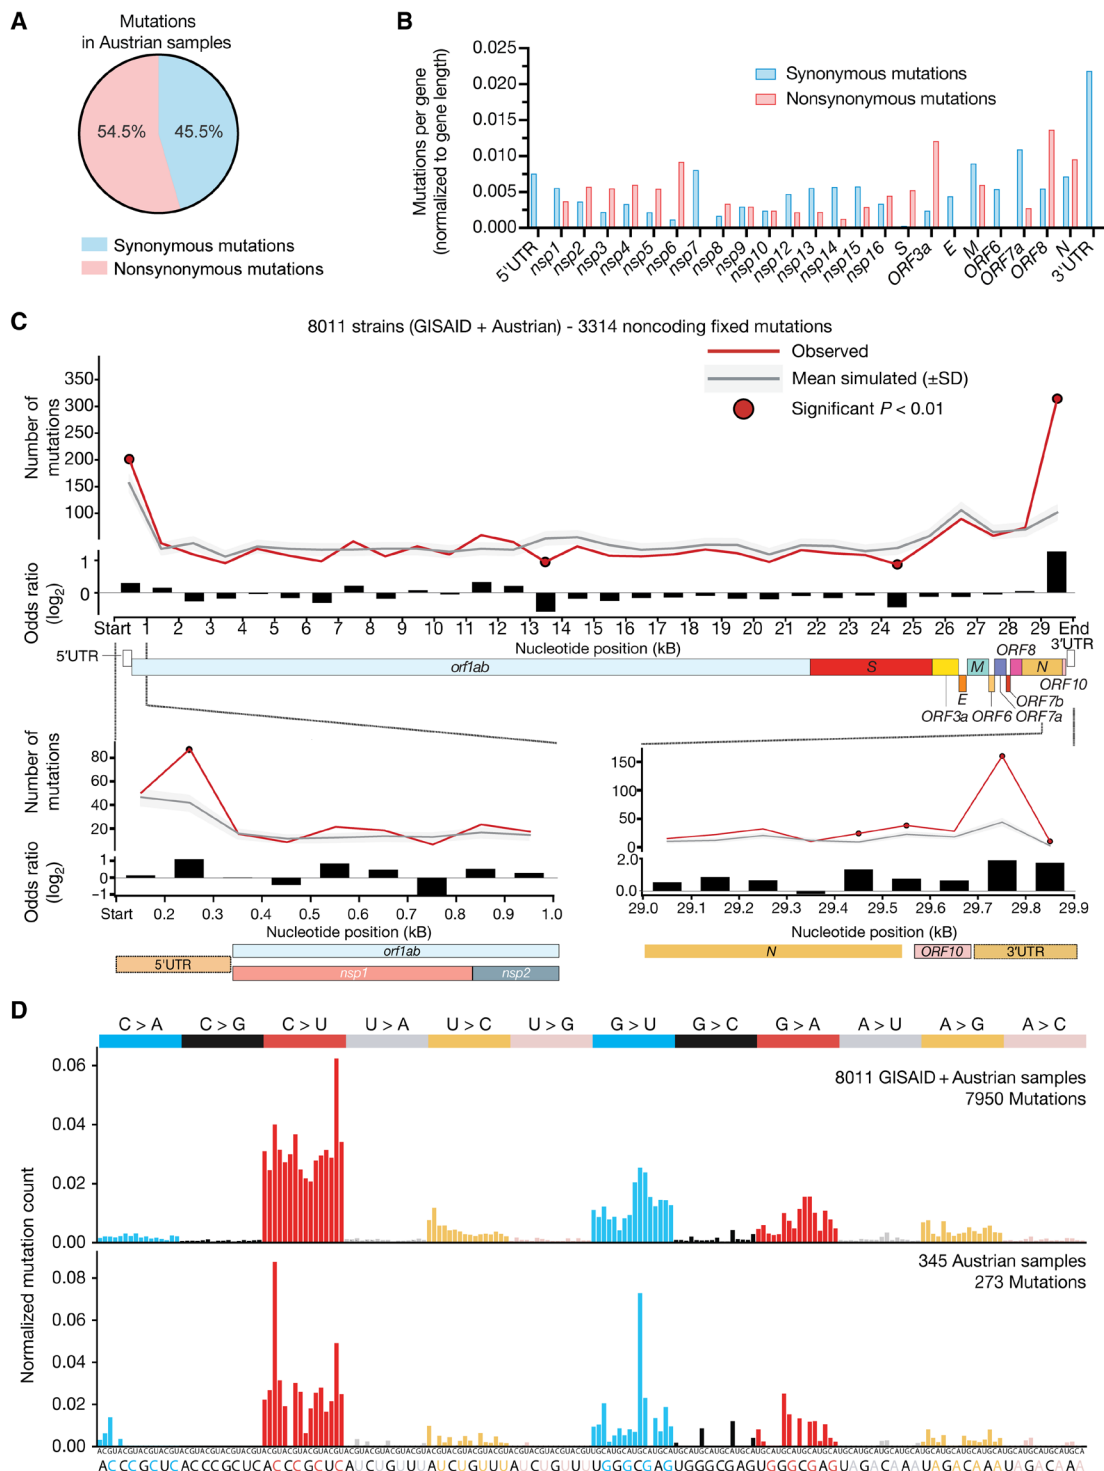 A
Mutations
in Austrian samples
54.5%
45.5%
Synonymous mutations
Nonsynonymous mutations
B
Mutations per gene
(normalized to gene length)
0.025
0.020
0.015
0.010
0.005
0.000
Synonymous mutations
Nonsynonymous mutations
5'UTR nsp1 nsp2 nsp3 nsp4 nsp5 nsp6 nsp7 nsp8 nsp9 nsp10 nsp12 nsp13 nsp14 nsp15 nsp16 S ORF3a E M ORF6 ORF7a ORF8 N 3'UTR
C
8011 strains (GISAID + Austrian) - 3314 noncoding fixed mutations
Observed
Mean simulated (±SD)
Significant P < 0.01
Number of
mutations
350
300
250
200
150
100
Odds ratio
(log2)
1
0
Start 1 2 3 4 5 6 7 8 9 10 11 12 13 14 15 16 17 18 19 20 21 22 23 24 25 26 27 28 29 End
Nucleotide position (kB)
5'UTR
orf1ab
S
ORF3a
E
M
ORF6
ORF7a
ORF7b
ORF8
N
ORF10
3'UTR
Number of
mutations
80
60
40
20
Odds ratio
(log2)
1
0
−1
Start 0.2 0.3 0.4 0.5 0.6 0.7 0.8 0.9 1.0
Nucleotide position (kB)
5'UTR
orf1ab
nsp1
nsp2
150
100
50
0
2.0
0.0
29.0 29.1 29.2 29.3 29.4 29.5 29.6 29.7 29.8 29.9
Nucleotide position (kB)
N
ORF10
3'UTR
D
C > A C > G C > U U > A U > C U > G G > U G > C G > A A > U A > G A > C
Normalized mutation count
0.06
0.04
0.02
0.00
8011 GISAID + Austrian samples
7950 Mutations
0.08
0.06
0.04
0.02
0.00
345 Austrian samples
273 Mutations
ACCCGCUCACCCGCUCACCCGCUCAUCUGUUUAUCUGUUUAUCUGUUUUGGGCGAGUGGGCGAGUGGGCGAGUAGACAAAUAGACAAAUAGACAAA